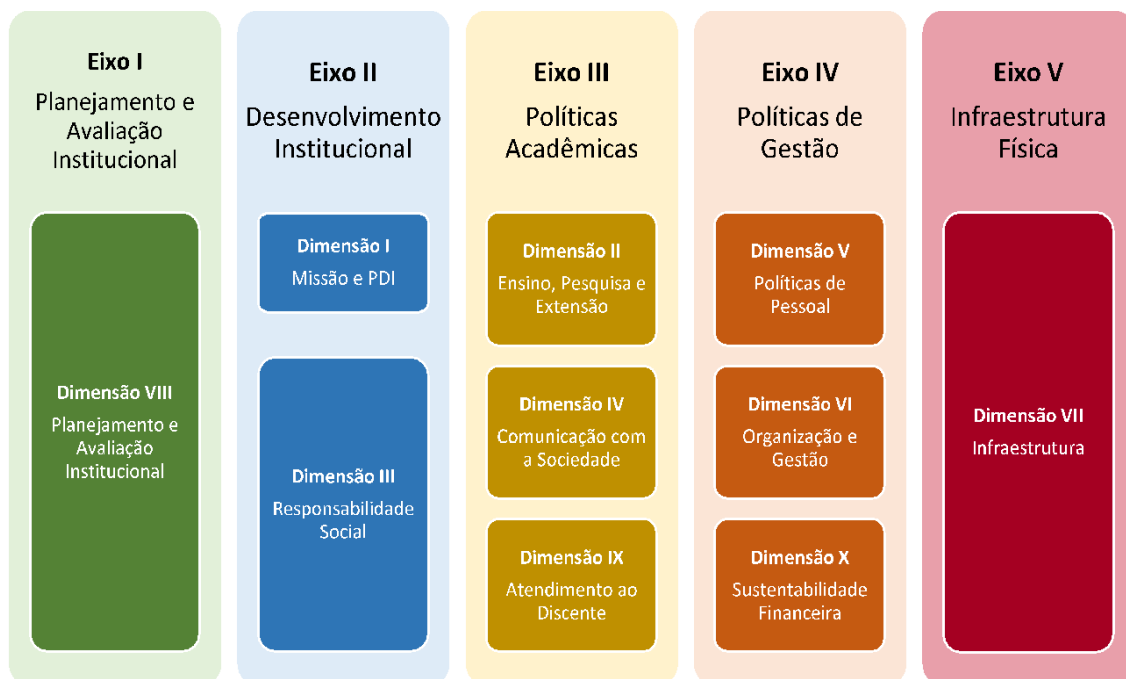 Eixo I
Planejamento e
Avaliação
Institucional
Dimensão VIII
Planejamento e
Avaliação
Institucional
Eixo II
Desenvolvimento
Institucional
Dimensão I
Missão e PDI
Dimensão III
Responsabilidade
Social
Eixo III
Políticas
Acadêmicas
Dimensão II
Ensino, Pesquisa e
Extensão
Dimensão IV
Comunicação com
a Sociedade
Dimensão IX
Atendimento ao
Discente
Eixo IV
Políticas de
Gestão
Dimensão V
Políticas de
Pessoal
Dimensão VI
Organização e
Gestão
Dimensão X
Sustentabilidade
Financeira
Eixo V
Infraestrutura
Física
Dimensão VII
Infraestrutura